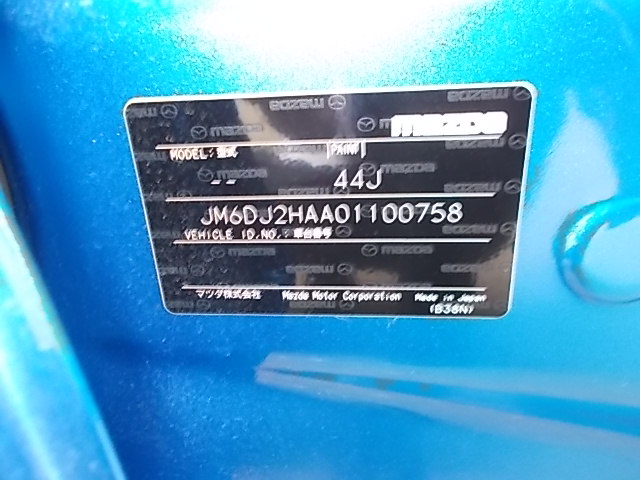 mazda
MODEL:型式 PAINT
-- 44J
JM6DJ2HAA01100758
VEHICLE ID.NO.:車台番号
マツダ株式会社 Mazda Motor Corporation Made in Japan
(B38N)